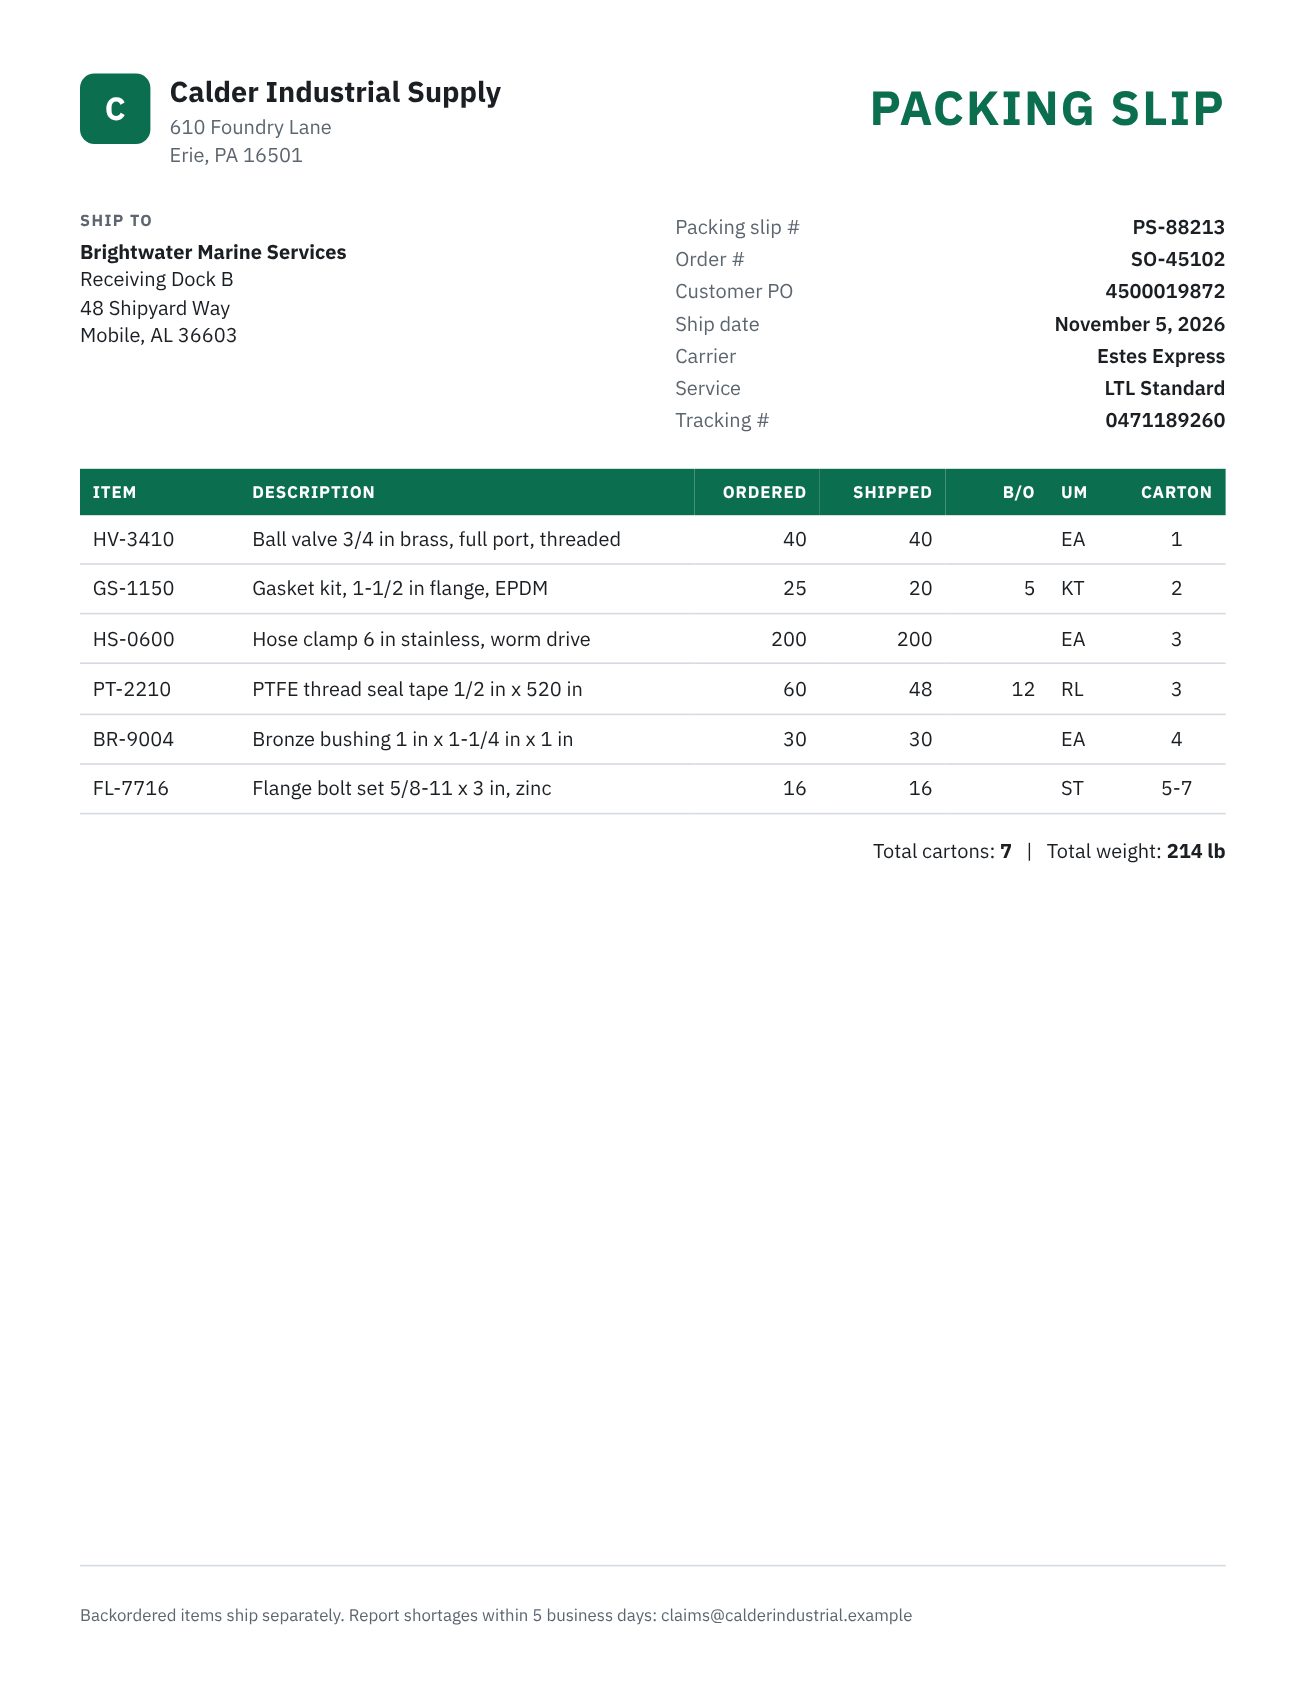 C
Calder Industrial Supply
610 Foundry Lane
Erie, PA 16501
PACKING SLIP
SHIP TO
Brightwater Marine Services
Receiving Dock B
48 Shipyard Way
Mobile, AL 36603
Packing slip # PS-88213
Order # SO-45102
Customer PO 4500019872
Ship date November 5, 2026
Carrier Estes Express
Service LTL Standard
Tracking # 0471189260
ITEM DESCRIPTION ORDERED SHIPPED B/O UM CARTON
HV-3410 Ball valve 3/4 in brass, full port, threaded 40 40 EA 1
GS-1150 Gasket kit, 1-1/2 in flange, EPDM 25 20 5 KT 2
HS-0600 Hose clamp 6 in stainless, worm drive 200 200 EA 3
PT-2210 PTFE thread seal tape 1/2 in x 520 in 60 48 12 RL 3
BR-9004 Bronze bushing 1 in x 1-1/4 in x 1 in 30 30 EA 4
FL-7716 Flange bolt set 5/8-11 x 3 in, zinc 16 16 ST 5-7
Total cartons: 7 | Total weight: 214 lb
Backordered items ship separately. Report shortages within 5 business days: claims@calderindustrial.example